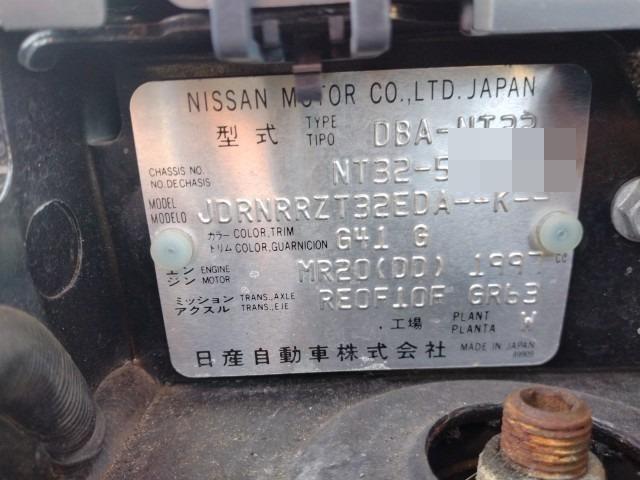 NISSAN MOTOR CO.,LTD.JAPAN
型式 TYPE TIPO DBA-NT32
CHASSIS NO. NO.DECHASIS NT32-5
MODEL MODELO JDRNRRZT32EDA--K--
カラー COLOR,TRIM トリム COLOR,GUARNICION G41 G
エンジン ENGINE MOTOR MR20(DD) 1997 cc
ミッション アクスル TRANS.,AXLE TRANS.,EJE RE0F10F GR63
工場 PLANT PLANTA W
日産自動車株式会社 MADE IN JAPAN